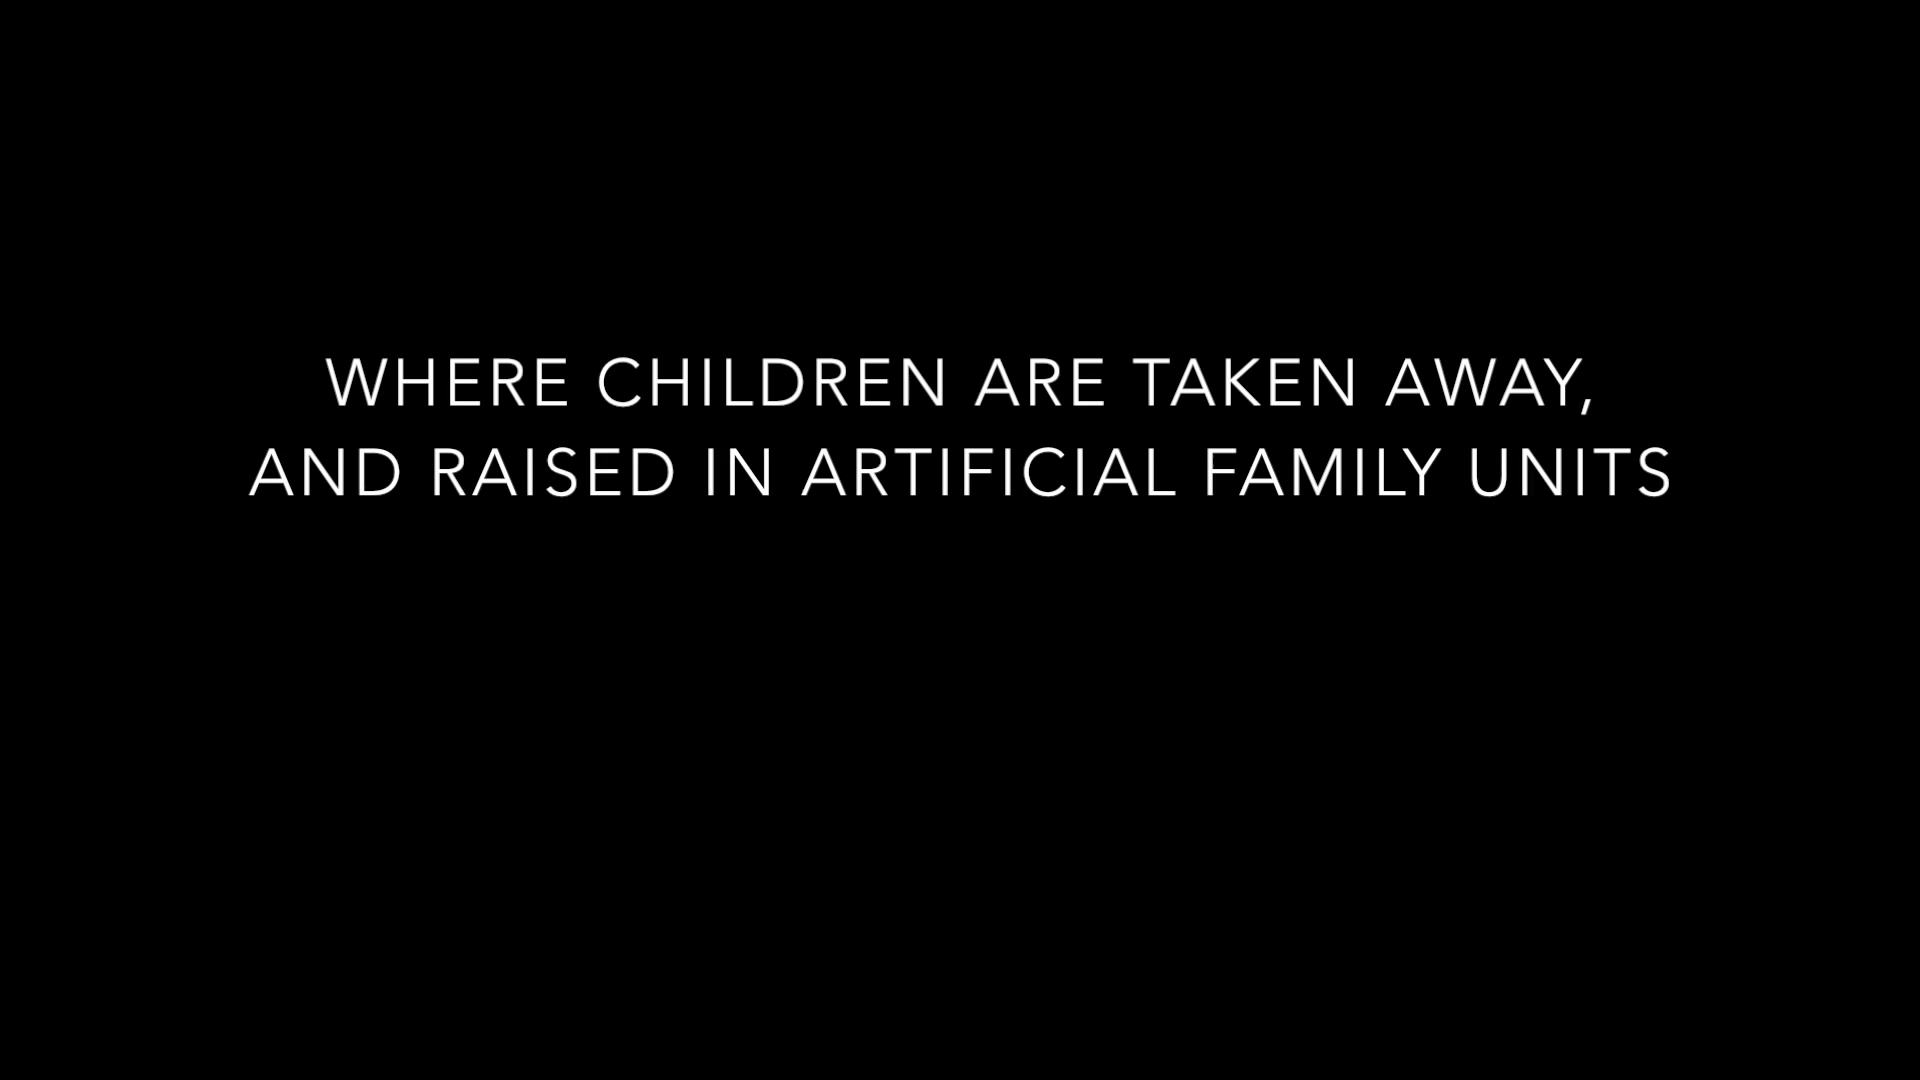 WHERE CHILDREN ARE TAKEN AWAY,
AND RAISED IN ARTIFICIAL FAMILY UNITS